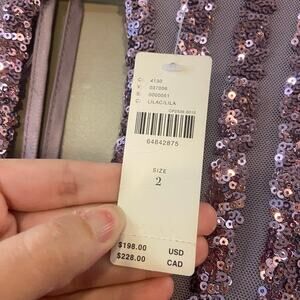 C: 4130
V: 037006
S: 0000051
C: LILAC/LILA
64842875
SIZE
2
$198.00 USD
$228.00 CAD